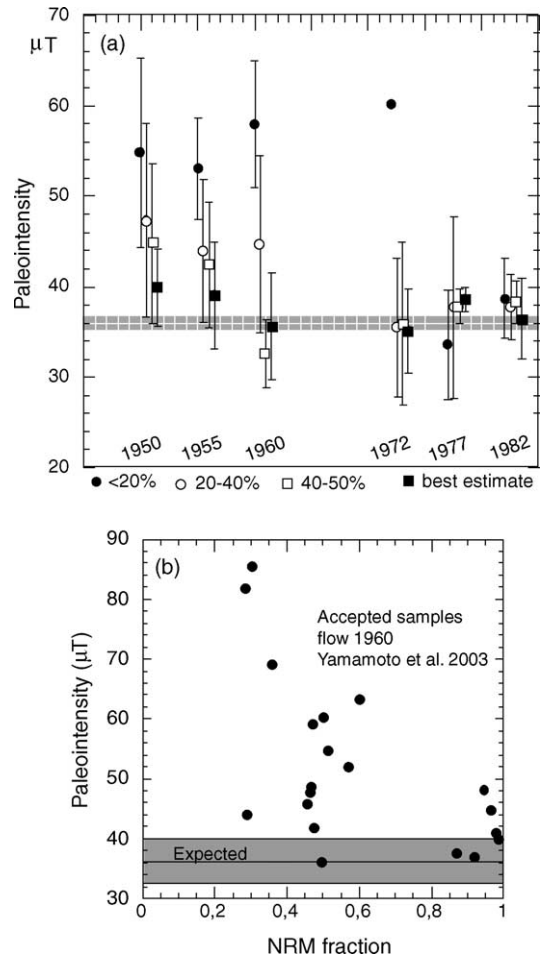 70
μT
(a)
60
50
Paleointensity
40
30
20
1950
1955
1960
1972
1977
1982
<20%
20-40%
40-50%
best estimate
90
(b)
80
Accepted samples
flow 1960
Yamamoto et al. 2003
70
Paleointensity (μT)
60
50
40
Expected
30
0
0,2
0,4
0,6
0,8
1
NRM fraction